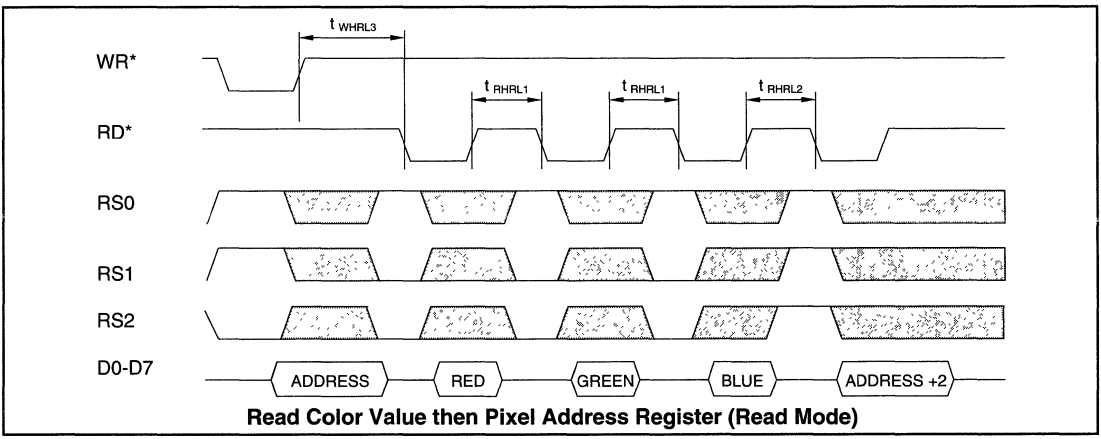 t WHRL3
WR*
t RHRL1 t RHRL1 t RHRL2
RD*
RS0
RS1
RS2
D0-D7 ADDRESS RED GREEN BLUE ADDRESS +2
Read Color Value then Pixel Address Register (Read Mode)